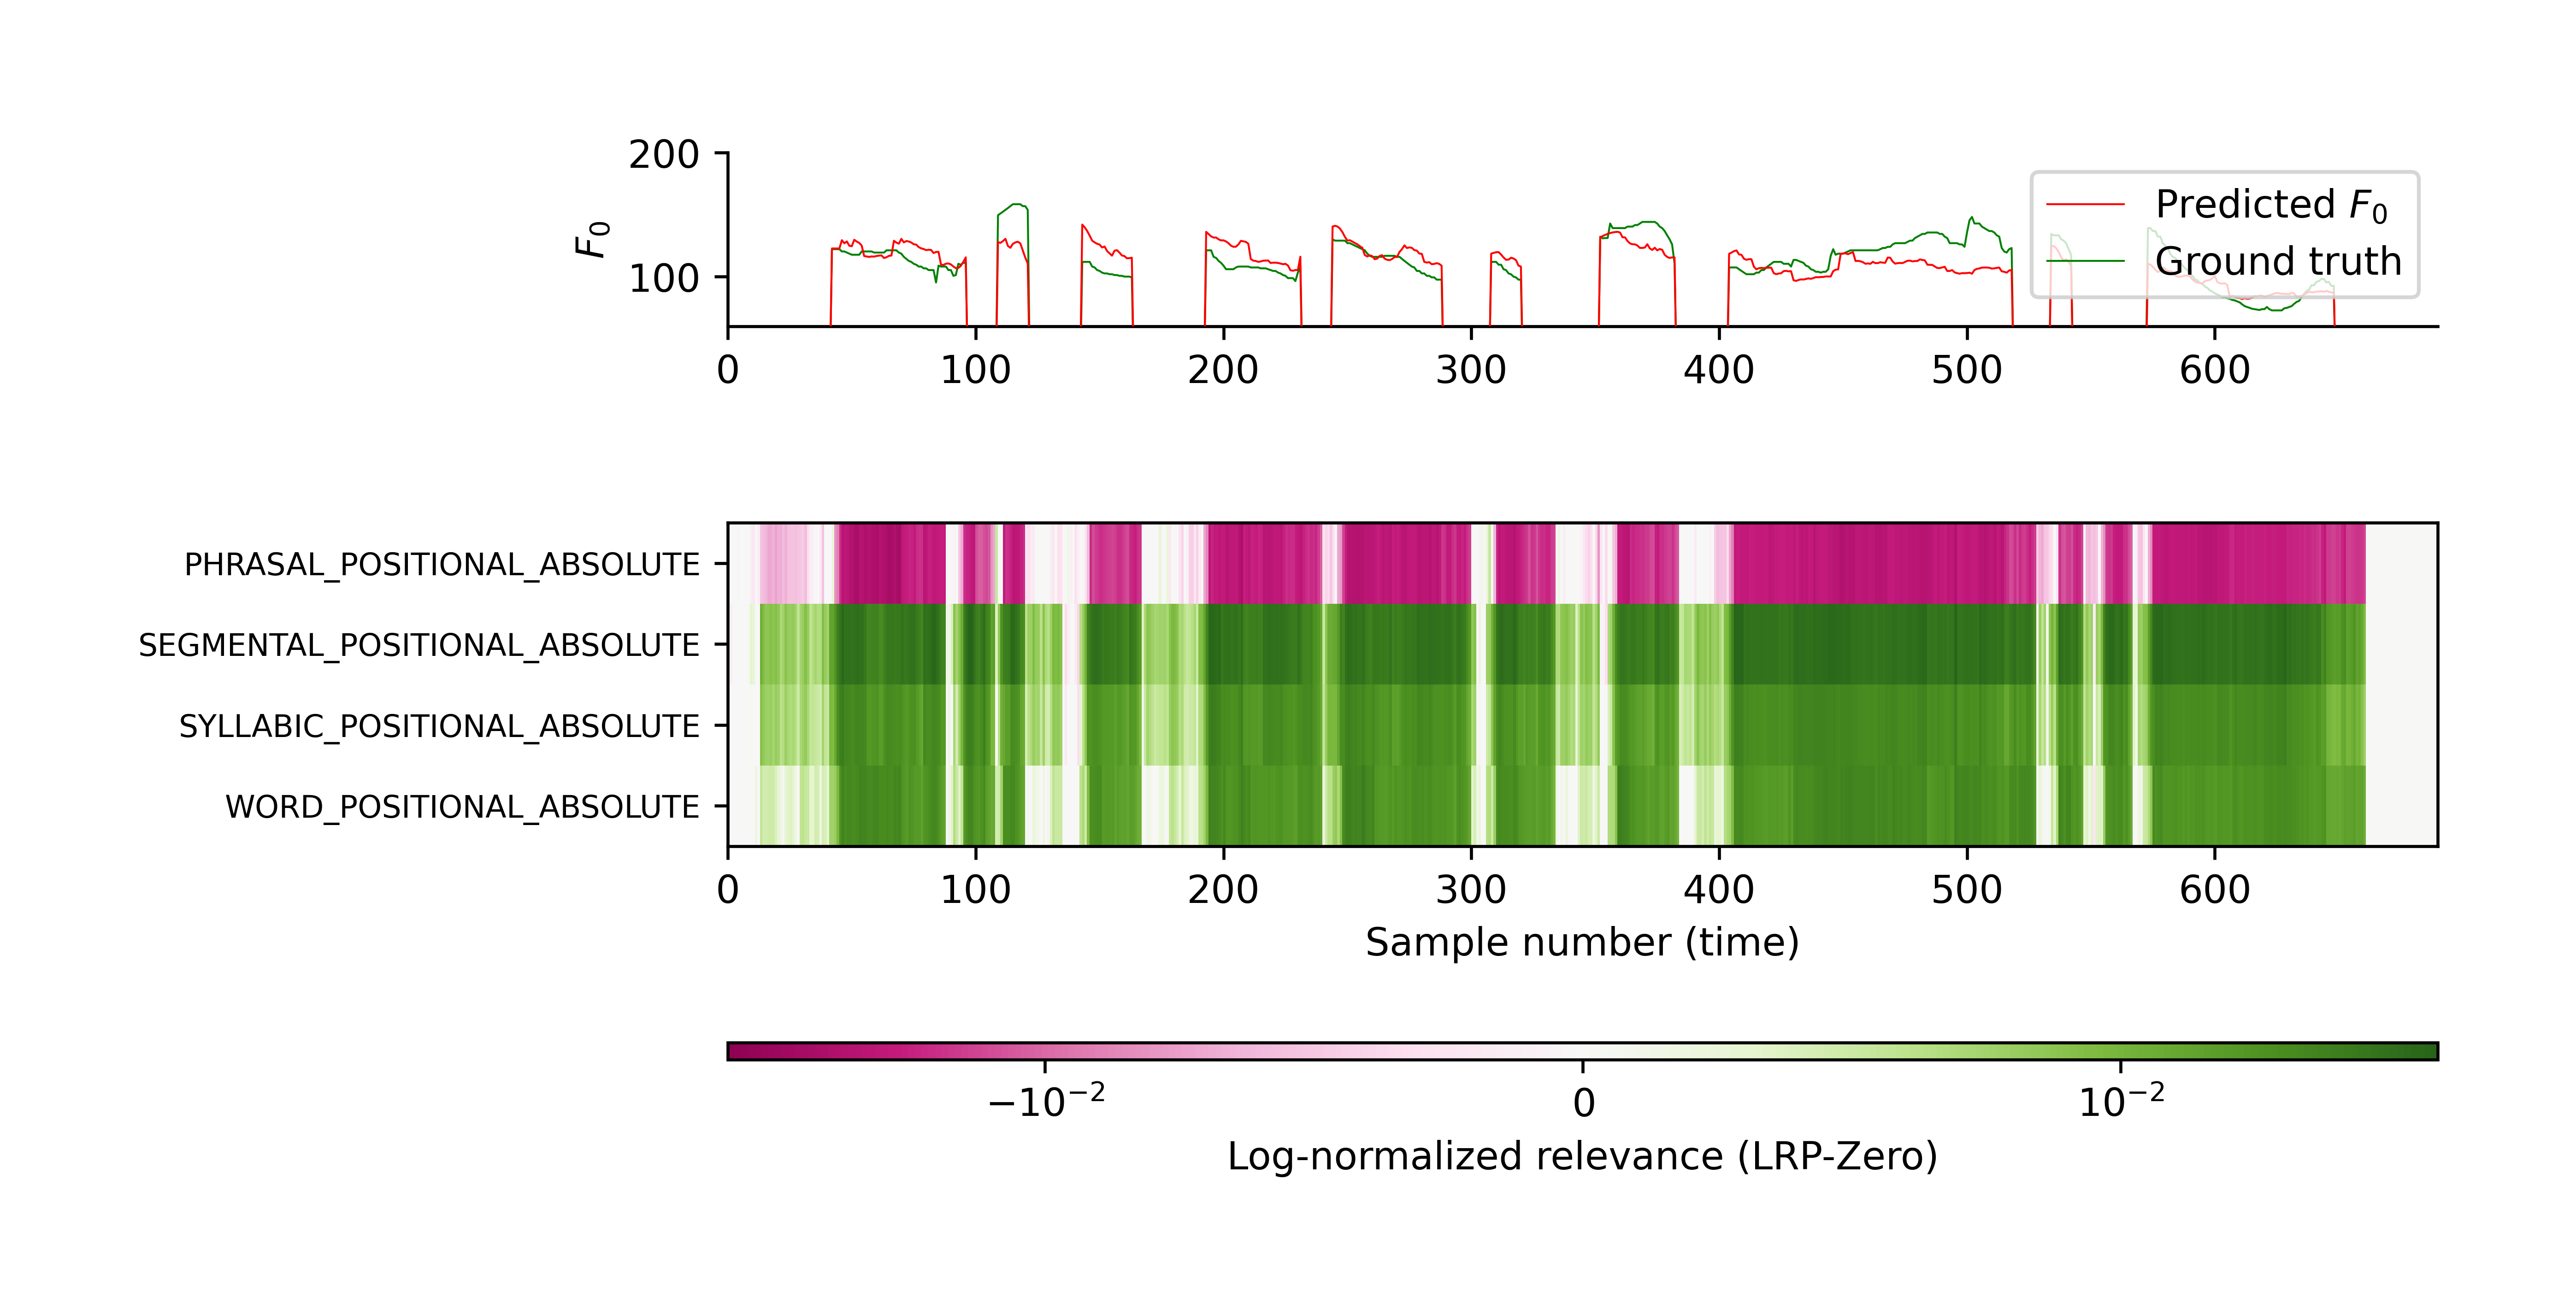 200
100
F₀
Predicted F₀
Ground truth
0 100 200 300 400 500 600
PHRASAL_POSITIONAL_ABSOLUTE
SEGMENTAL_POSITIONAL_ABSOLUTE
SYLLABIC_POSITIONAL_ABSOLUTE
WORD_POSITIONAL_ABSOLUTE
0 100 200 300 400 500 600
Sample number (time)
−10⁻² 0 10⁻²
Log-normalized relevance (LRP-Zero)